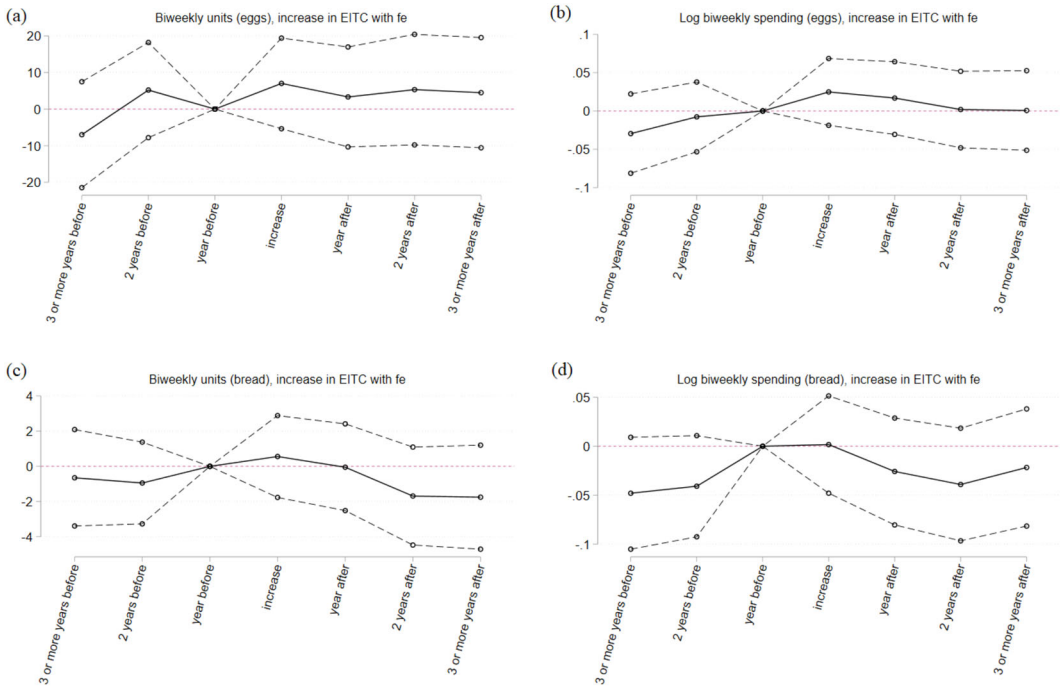 (a)
Biweekly units (eggs), increase in EITC with fe
20
10
0
-10
-20
3 or more years before
2 years before
year before
increase
year after
2 years after
3 or more years after
(b)
Log biweekly spending (eggs), increase in EITC with fe
.1
.05
0
-.05
-.1
3 or more years before
2 years before
year before
increase
year after
2 years after
3 or more years after
(c)
Biweekly units (bread), increase in EITC with fe
4
2
0
-2
-4
3 or more years before
2 years before
year before
increase
year after
2 years after
3 or more years after
(d)
Log biweekly spending (bread), increase in EITC with fe
.05
0
-.05
-.1
3 or more years before
2 years before
year before
increase
year after
2 years after
3 or more years after